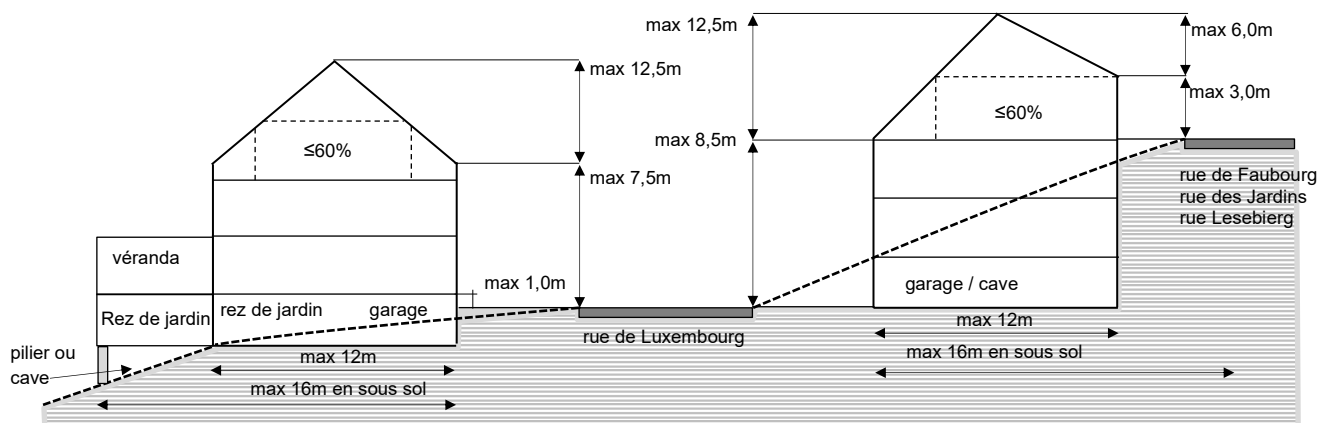 max 12,5m
max 6,0m
max 12,5m
max 3,0m
≤60%
≤60%
max 8,5m
max 7,5m
rue de Faubourg
rue des Jardins
rue Lesebierg
véranda
max 1,0m
garage / cave
Rez de jardin
rez de jardin
garage
max 12m
rue de Luxembourg
pilier ou
cave
max 12m
max 16m en sous sol
max 16m en sous sol